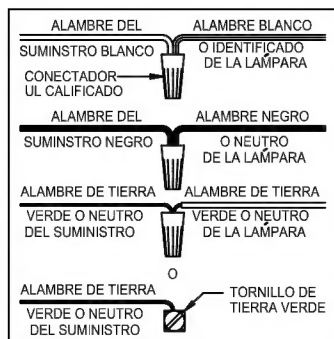 ALAMBRE DEL
ALAMBRE BLANCO
SUMINSTRO BLANCO
O IDENTIFICADO
DE LA LAMPARA
CONECTADOR
UL CALIFICADO
ALAMBRE DEL
ALAMBRE NEGRO
SUMINSTRO NEGRO
O NEUTRO
DE LA LAMPARA
ALAMBRE DE TIERRA
ALAMBRE DE TIERRA
VERDE O NEUTRO
DEL SUMINISTRO
VERDE O NEUTRO
DE LA LÁMPARA
O
ALAMBRE DE TIERRA
VERDE O NEUTRO
DEL SUMINISTRO
TORNILLO DE
TIERRA VERDE